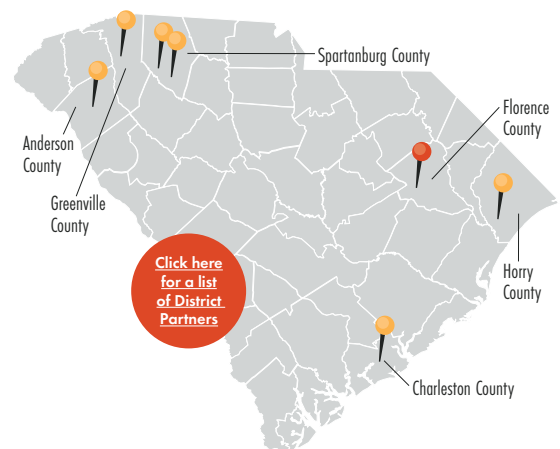 Spartanburg County
Florence
County
Anderson
County
Greenville
County
Click here
for a list
of District
Partners
Horry
County
Charleston County